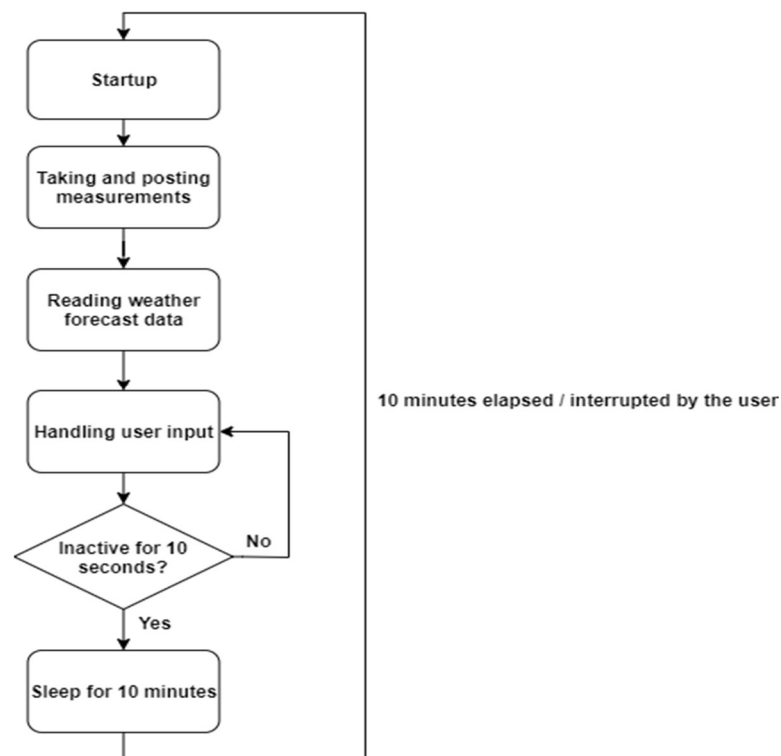 Startup
Taking and posting
measurements
Reading weather
forecast data
10 minutes elapsed / interrupted by the user
Handling user input
Inactive for 10
seconds?
No
Yes
Sleep for 10 minutes